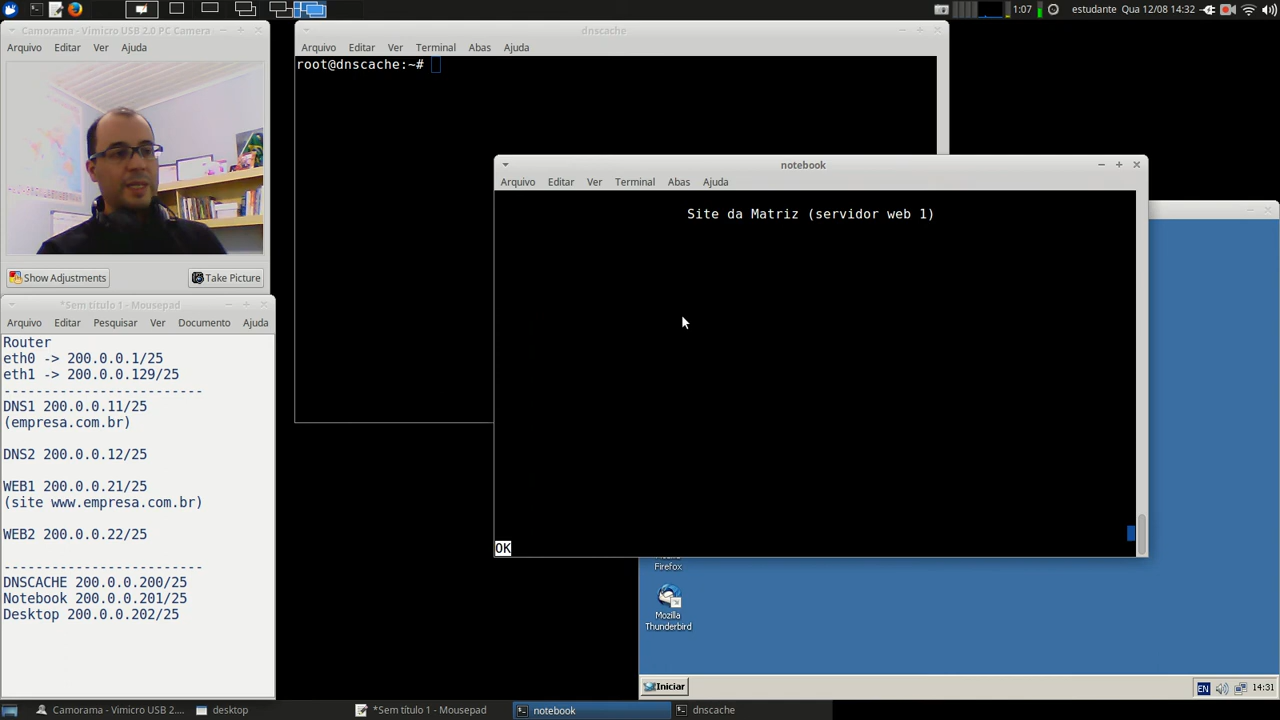 estudante Qua 12/08 14:32
1:07
Camorama - Vimicro USB 2.0 PC Camera
Arquivo Editar Ver Ajuda
Show Adjustments
Take Picture
dnscache
Arquivo Editar Ver Terminal Abas Ajuda
root@dnscache:~#
notebook
Arquivo Editar Ver Terminal Abas Ajuda
Site da Matriz (servidor web 1)
OK
*Sem título 1 - Mousepad
Arquivo Editar Pesquisar Ver Documento Ajuda
Router
eth0 -> 200.0.0.1/25
eth1 -> 200.0.0.129/25
-------------------------
DNS1 200.0.0.11/25
(empresa.com.br)
DNS2 200.0.0.12/25
WEB1 200.0.0.21/25
(site www.empresa.com.br)
WEB2 200.0.0.22/25
-------------------------
DNSCACHE 200.0.0.200/25
Notebook 200.0.0.201/25
Desktop 200.0.0.202/25
Firefox
Mozilla
Thunderbird
Iniciar
EN
14:31
Camorama - Vimicro USB 2.0...
desktop
*Sem título 1 - Mousepad
notebook
dnscache